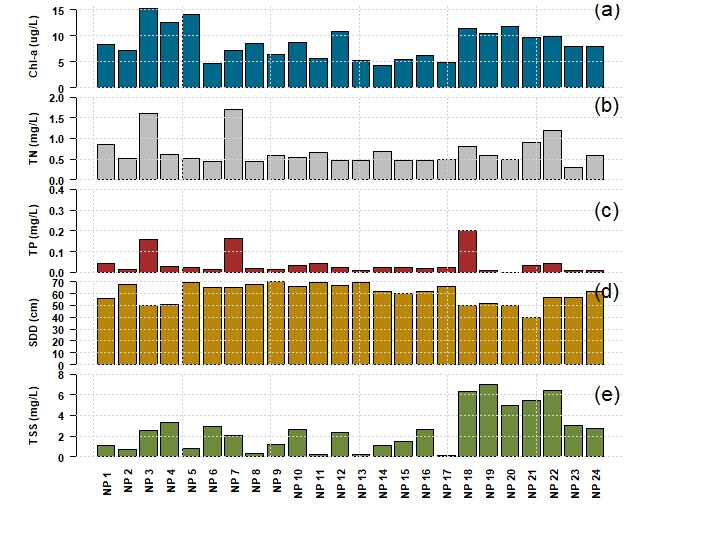 (a)
15
10
5
0
Chl-a (ug/L)
(b)
2.0
1.5
1.0
0.5
0.0
TN (mg/L)
(c)
0.4
0.3
0.2
0.1
0.0
TP (mg/L)
(d)
70
60
50
40
30
20
10
0
SDD (cm)
(e)
8
6
4
2
0
TSS (mg/L)
NP 1
NP 2
NP 3
NP 4
NP 5
NP 6
NP 7
NP 8
NP 9
NP 10
NP 11
NP 12
NP 13
NP 14
NP 15
NP 16
NP 17
NP 18
NP 19
NP 20
NP 21
NP 22
NP 23
NP 24